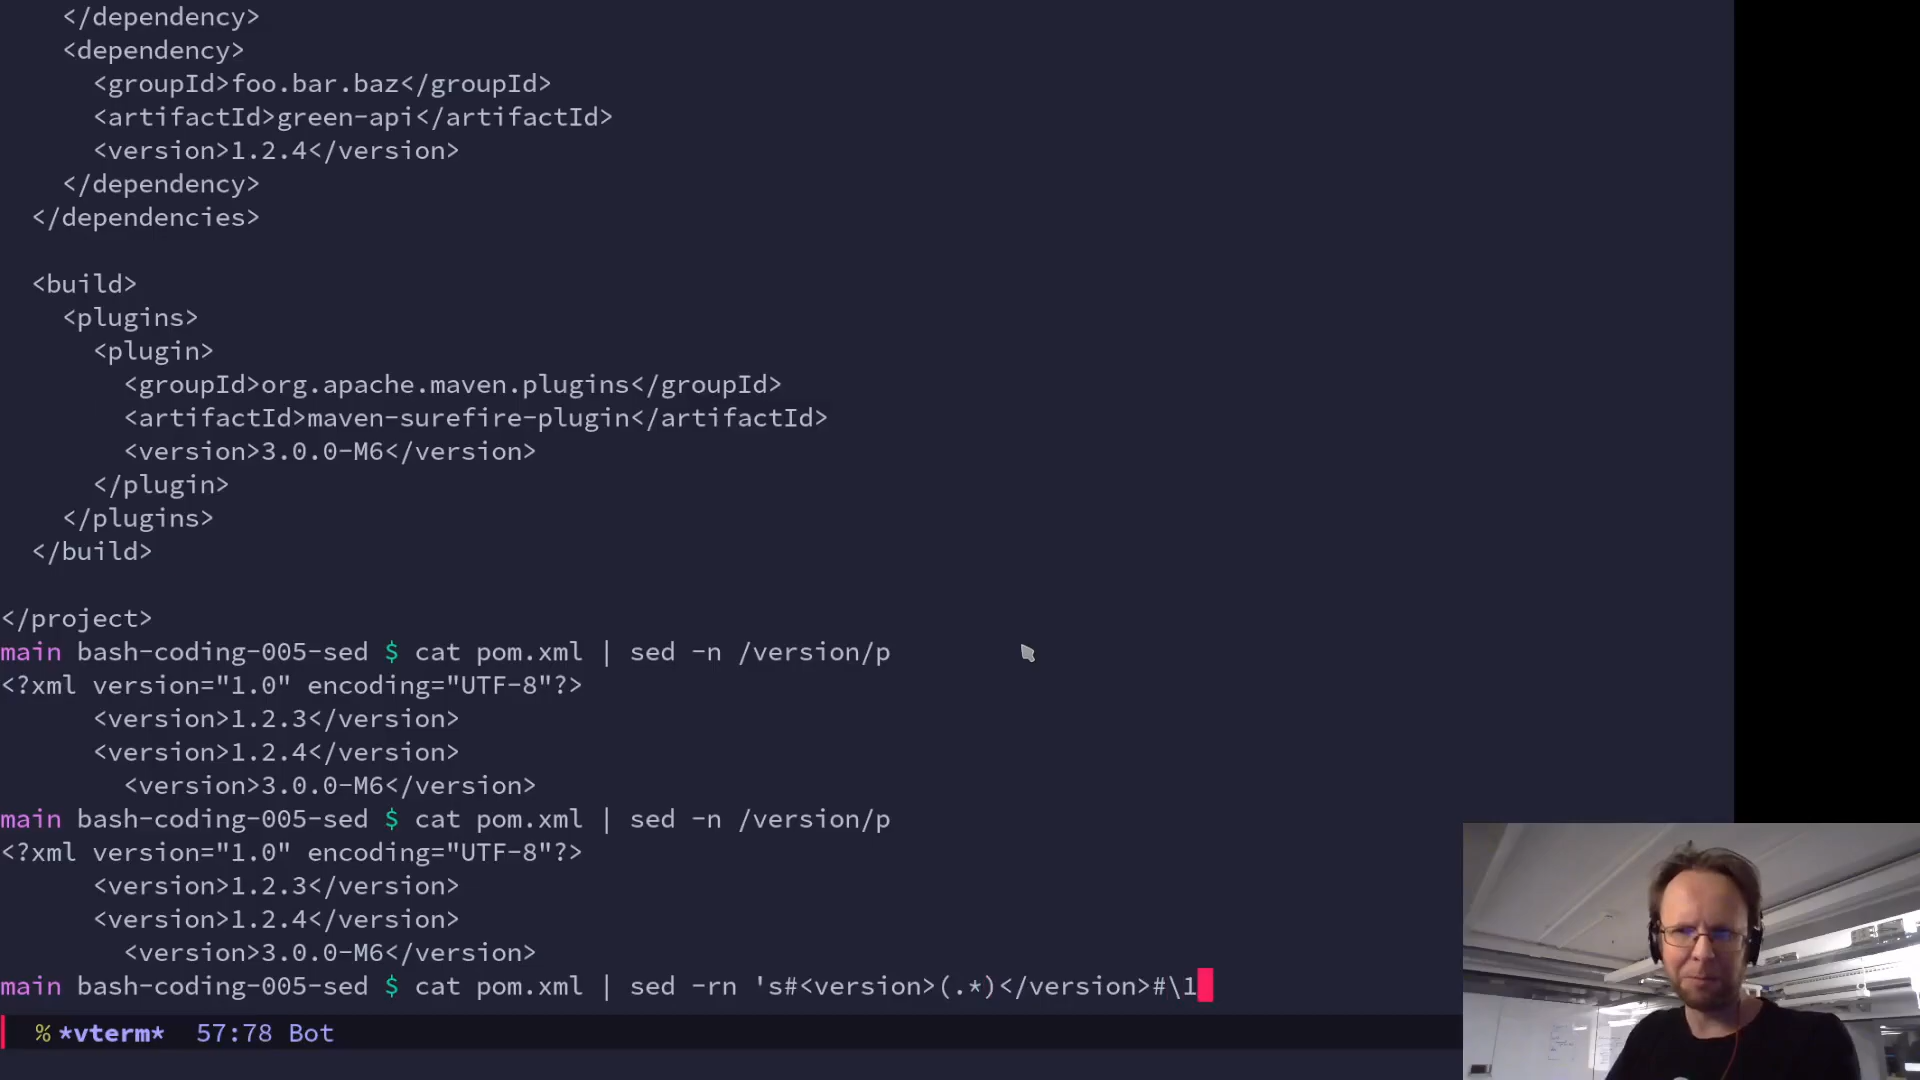 </dependency>
    <dependency>
      <groupId>foo.bar.baz</groupId>
      <artifactId>green-api</artifactId>
      <version>1.2.4</version>
    </dependency>
  </dependencies>

  <build>
    <plugins>
      <plugin>
        <groupId>org.apache.maven.plugins</groupId>
        <artifactId>maven-surefire-plugin</artifactId>
        <version>3.0.0-M6</version>
      </plugin>
    </plugins>
  </build>

</project>
main bash-coding-005-sed $ cat pom.xml | sed -n /version/p
<?xml version="1.0" encoding="UTF-8"?>
      <version>1.2.3</version>
      <version>1.2.4</version>
        <version>3.0.0-M6</version>
main bash-coding-005-sed $ cat pom.xml | sed -n /version/p
<?xml version="1.0" encoding="UTF-8"?>
      <version>1.2.3</version>
      <version>1.2.4</version>
        <version>3.0.0-M6</version>
main bash-coding-005-sed $ cat pom.xml | sed -rn 's#<version>(.*)</version>#\1
% *vterm*  57:78 Bot